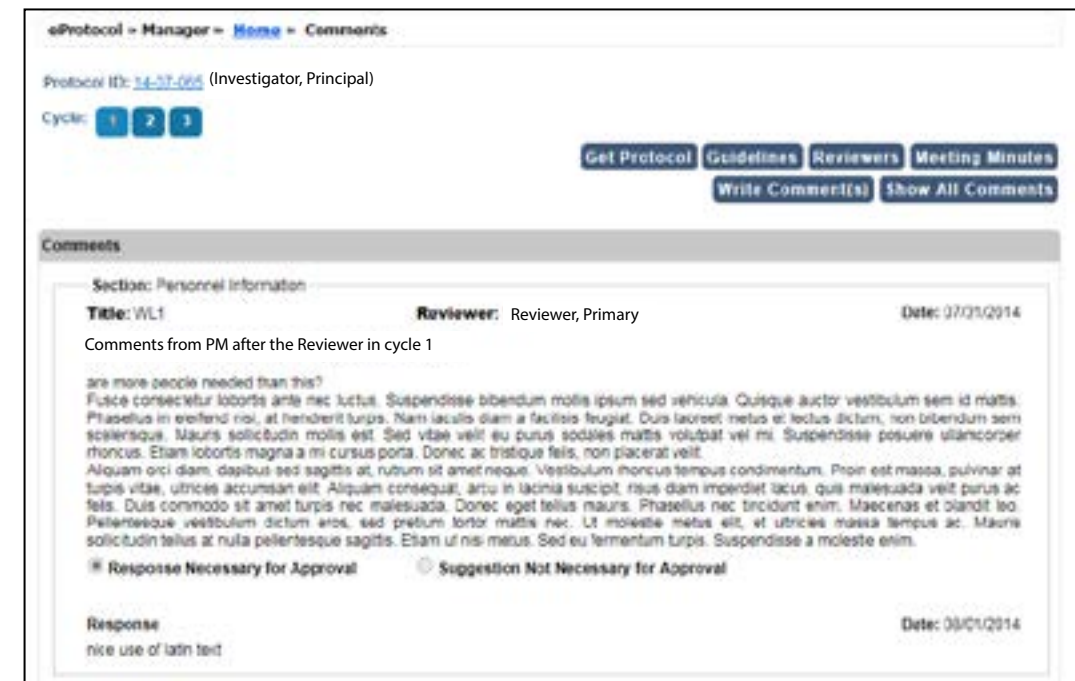 eProtocol » Manager » Home » Comments
Protocol ID: 14-07-065 (Investigator, Principal)
Cycle: 1 2 3
Get Protocol Guidelines Reviewers Meeting Minutes
Write Comment(s) Show All Comments
Comments
Section: Personnel Information
Title: WL1 Reviewer: Reviewer, Primary Date: 07/31/2014
Comments from PM after the Reviewer in cycle 1
are more people needed than this?
Fusce consectetur lobortis ante nec luctus. Suspendisse bibendum mollis ipsum sed vehicula. Quisque auctor vestibulum sem id mattis.
Phasellus in eleifend nisi, at hendrerit turpis. Nam iaculis diam a facilisis feugiat. Duis laoreet metus et lectus dictum, non bibendum sem
scelerisque. Mauris sollicitudin mollis est. Sed vitae velit eu purus sodales mattis volutpat vel mi. Suspendisse posuere ullamcorper
rhoncus. Etiam lobortis magna a mi cursus porta. Donec ac tristique felis, non placerat velit.
Aliquam orci diam, dapibus sed sagittis at, rutrum sit amet neque. Vestibulum rhoncus tempus condimentum. Proin est massa, pulvinar at
turpis vitae, ultrices accumsan elit. Aliquam consequat, arcu in lacinia suscipit, risus diam imperdiet lacus, quis malesuada velit purus ac
felis. Duis commodo sit amet turpis nec malesuada. Donec eget tellus mauris. Phasellus nec tincidunt enim. Maecenas et blandit leo.
Pellentesque vestibulum dictum eros, sed pretium tortor mattis nec. Ut molestie metus elit, et ultricies massa tempus ac. Mauris
sollicitudin tellus at nulla pellentesque sagittis. Etiam ut nisi metus. Sed eu fermentum turpis. Suspendisse a molestie enim.
Response Necessary for Approval Suggestion Not Necessary for Approval
Response Date: 08/01/2014
nice use of latin text